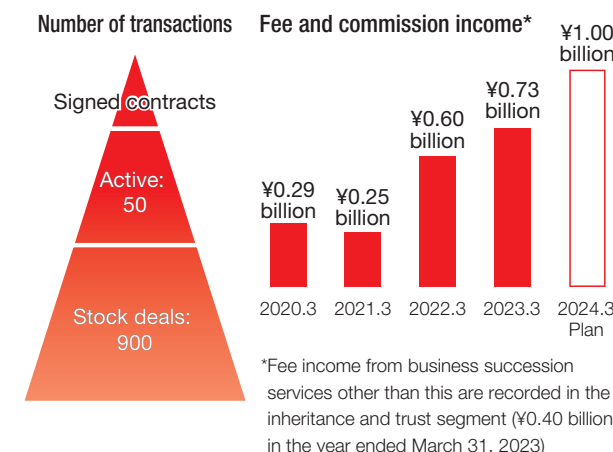 Number of transactions
Signed contracts
Active:
50
Stock deals:
900
Fee and commission income*
¥0.29
billion
¥0.25
billion
¥0.60
billion
¥0.73
billion
¥1.00
billion
2020.3 2021.3 2022.3 2023.3 2024.3
Plan
*Fee income from business succession
services other than this are recorded in the
inheritance and trust segment (¥0.40 billion
in the year ended March 31, 2023)